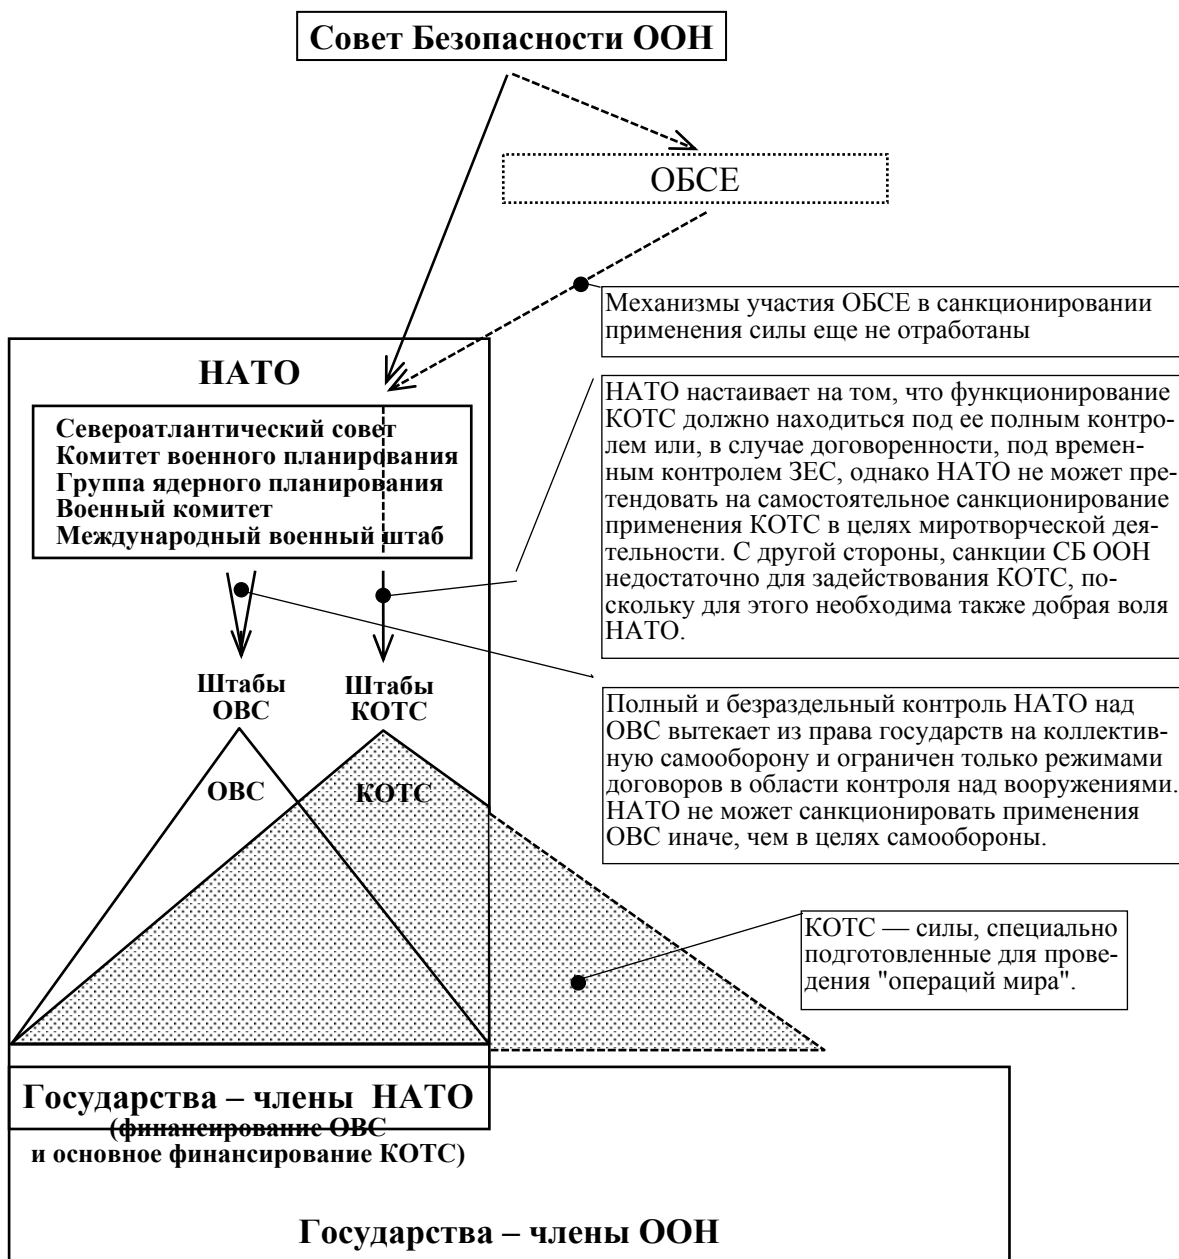 Совет Безопасности ООН
ОБСЕ
Механизмы участия ОБСЕ в санкционировании
применения силы еще не отработаны
НАТО
Североатлантический совет
Комитет военного планирования
Группа ядерного планирования
Военный комитет
Международный военный штаб
НАТО настаивает на том, что функционирование
КОТС должно находиться под ее полным контро-
лем или, в случае договоренности, под времен-
ным контролем ЗЕС, однако НАТО не может пре-
тендовать на самостоятельное санкционирование
применения КОТС в целях миротворческой дея-
тельности. С другой стороны, санкции СБ ООН
недостаточно для задействования КОТС, по-
скольку для этого необходима также добрая воля
НАТО.
Штабы
ОВС
Штабы
КОТС
Полный и безраздельный контроль НАТО над
ОВС вытекает из права государств на коллектив-
ную самооборону и ограничен только режимами
договоров в области контроля над вооружениями.
НАТО не может санкционировать применения
ОВС иначе, чем в целях самообороны.
ОВС
КОТС
КОТС — силы, специально
подготовленные для прове-
дения "операций мира".
Государства – члены НАТО
(финансирование ОВС
и основное финансирование КОТС)
Государства – члены ООН